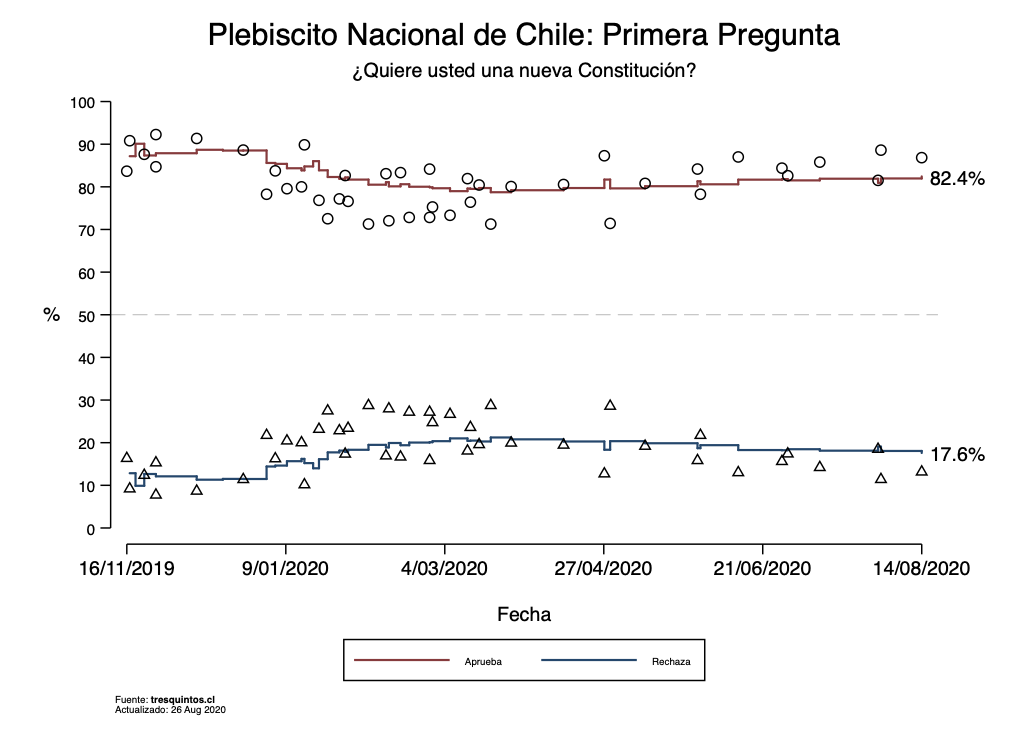 Plebiscito Nacional de Chile: Primera Pregunta
¿Quiere usted una nueva Constitución?
100
90
80
70
60
50
40
30
20
10
0
%
82.4%
17.6%
16/11/2019 9/01/2020 4/03/2020 27/04/2020 21/06/2020 14/08/2020
Fecha
Aprueba Rechaza
Fuente: tresquintos.cl
Actualizado: 26 Aug 2020